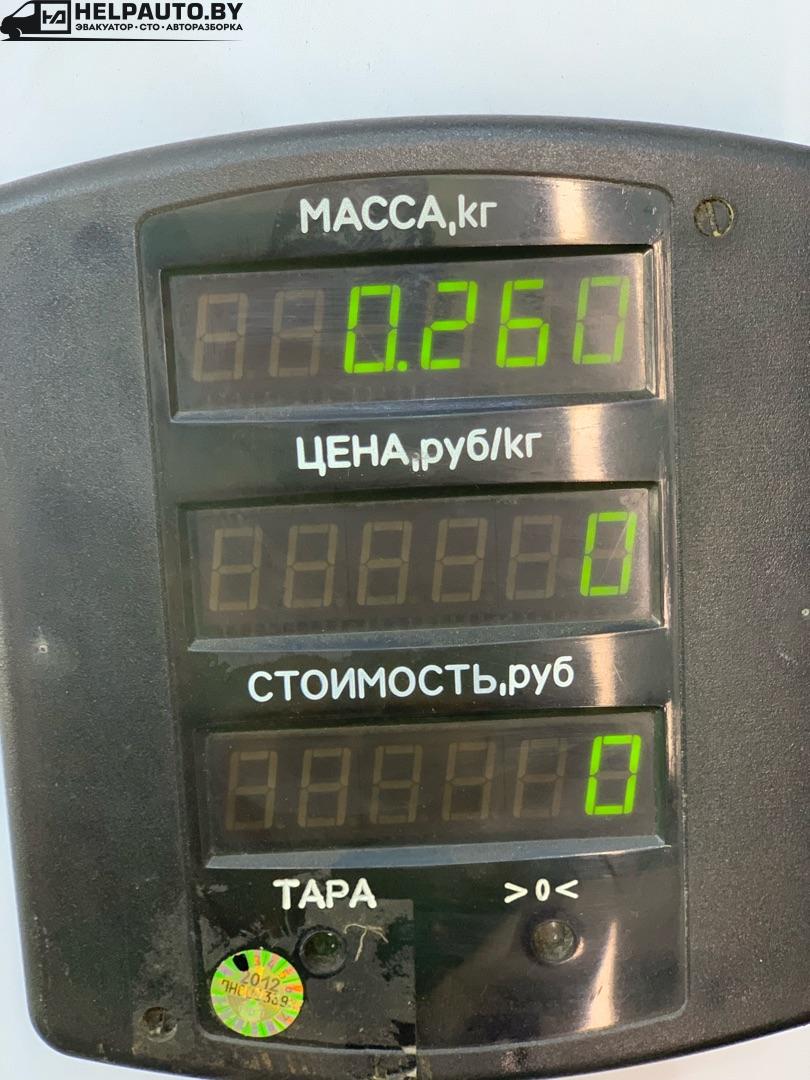 HELPAUTO.BY
ЭВАКУАТОР • СТО • АВТОРАЗБОРКА
МАССА,кг
0.260
ЦЕНА,руб/кг
0
СТОИМОСТЬ,руб
0
ТАРА >0<
2012